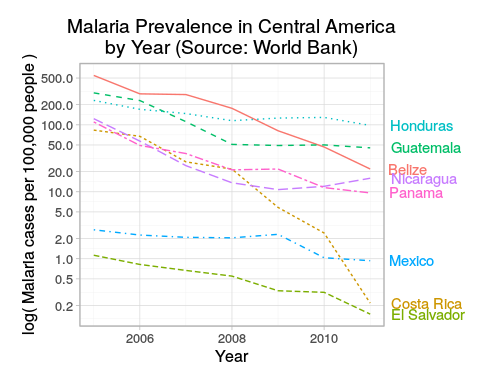 Malaria Prevalence in Central America
by Year (Source: World Bank)
log( Malarla cases per 100,000 people )
500.0
200.0
100.0
50.0
20.0
10.0
5.0
2.0
1.0
0.5
0.2
Honduras
Guatemala
Belize
Nicaragua
Panama
Mexico
Costa Rica
El Salvador
2006
2008
2010
Year